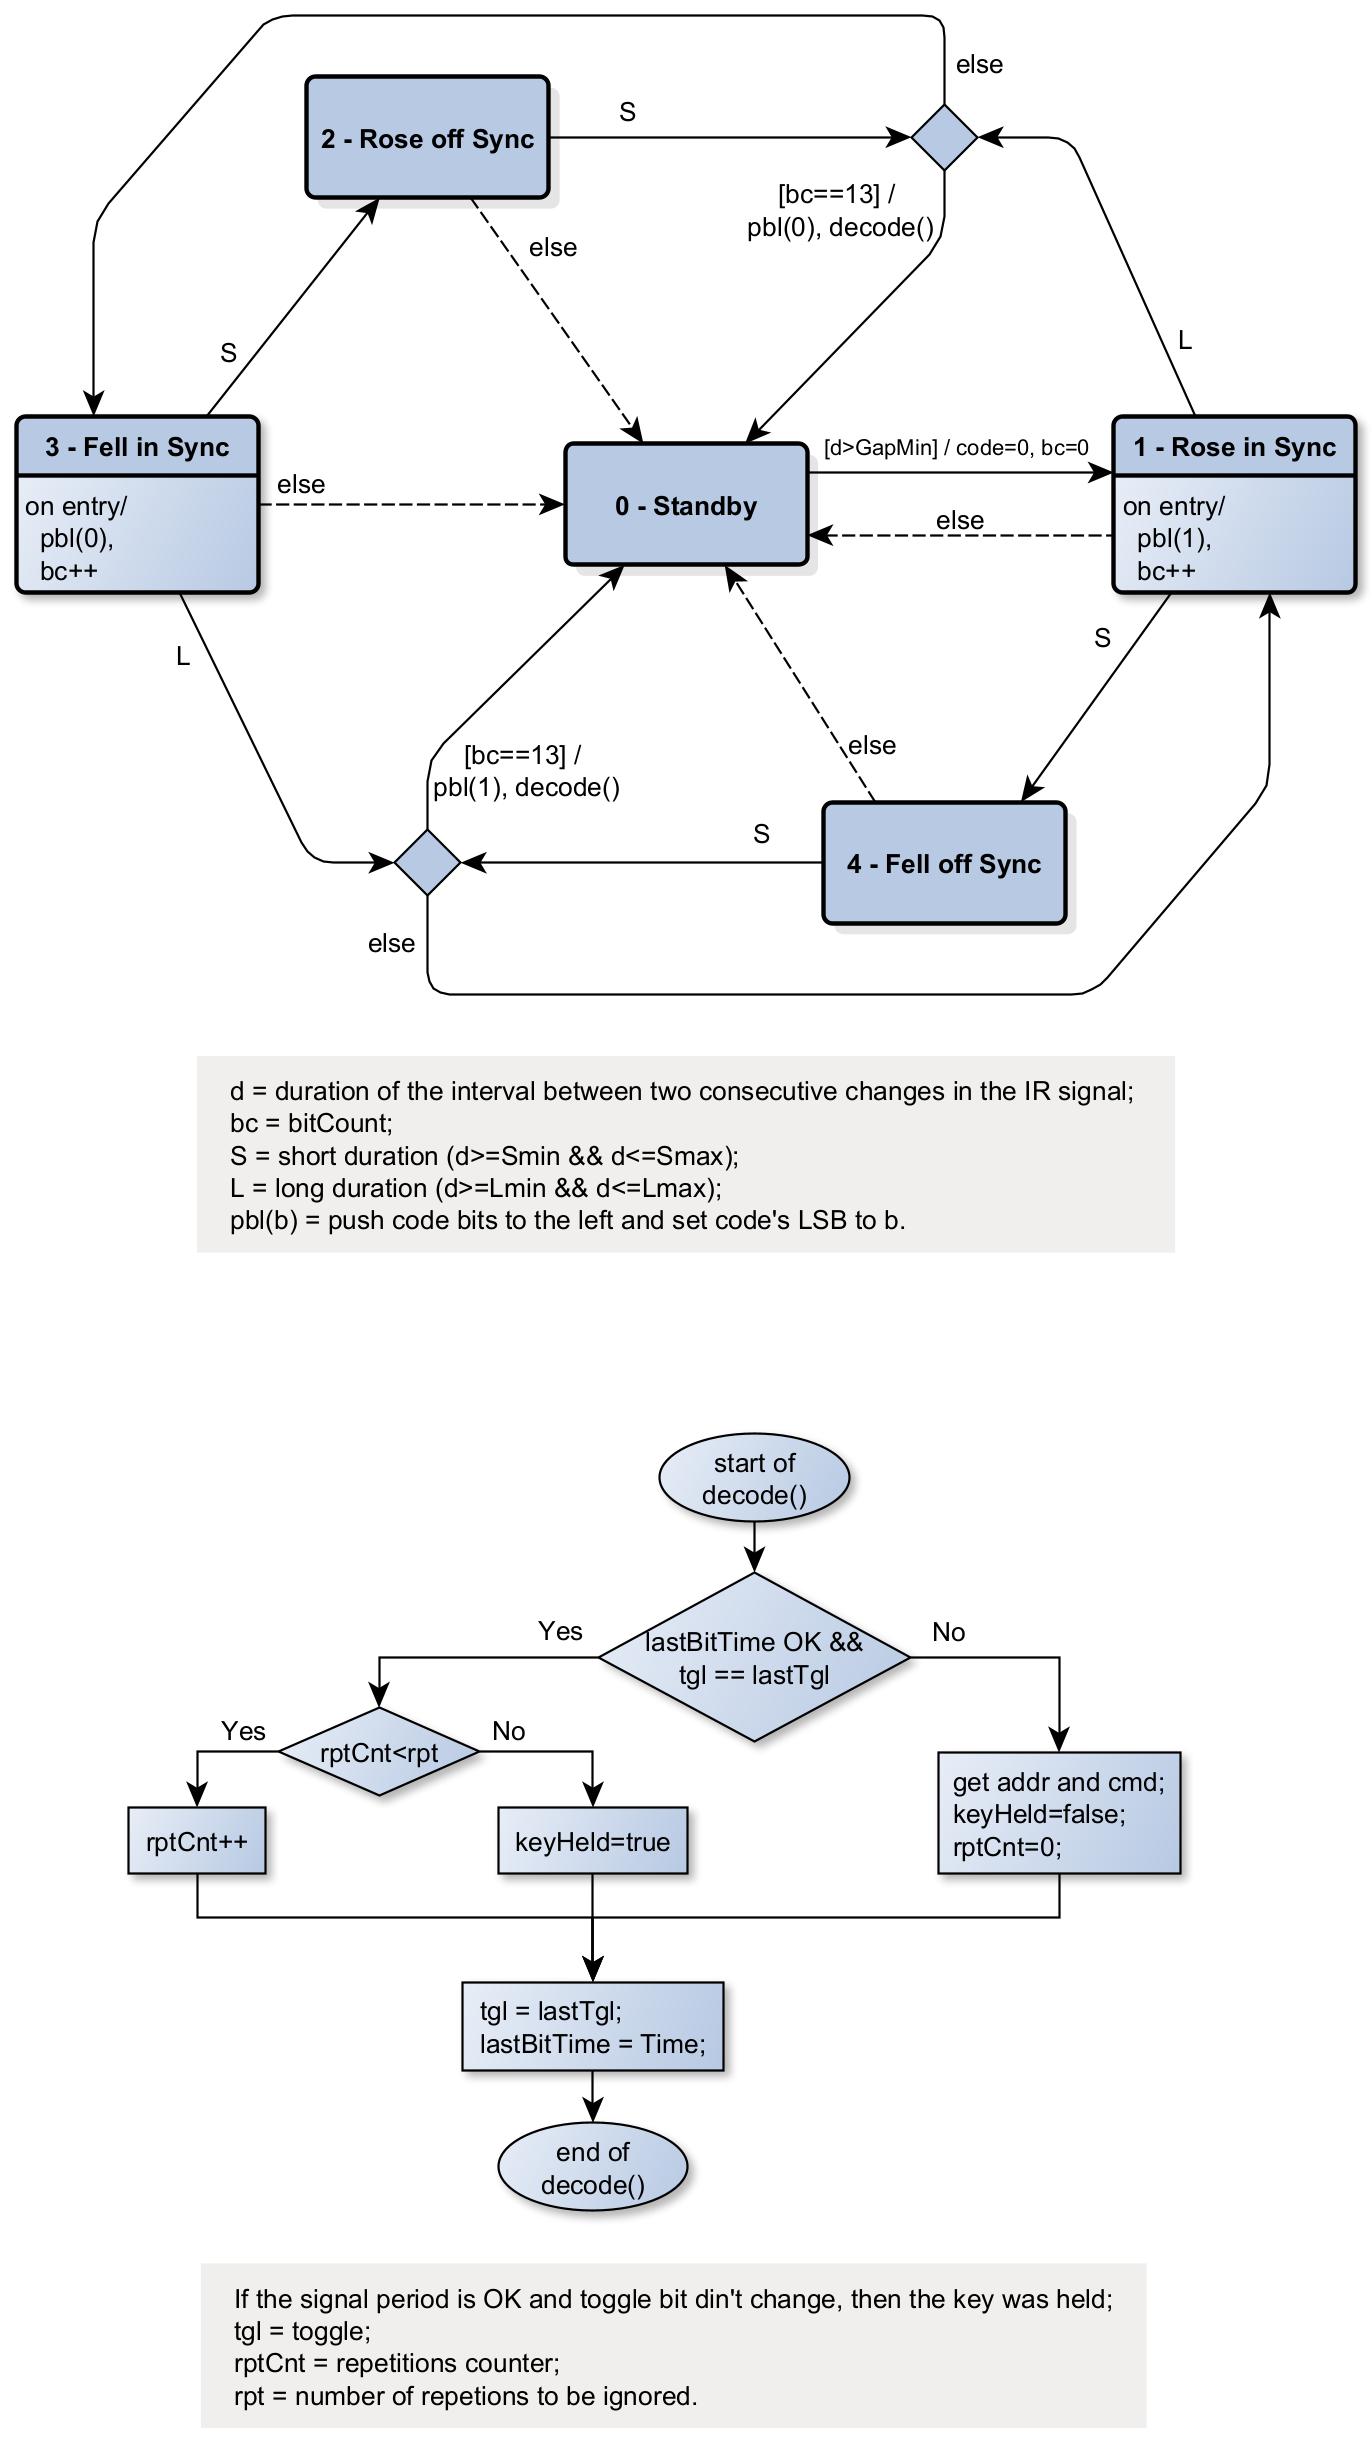 else
S
2 - Rose off Sync
[bc==13] /
pbl(0), decode()
else
S
L
3 - Fell in Sync
on entry/
pbl(0),
bc++
else
0 - Standby
[d>GapMin] / code=0, bc=0
else
1 - Rose in Sync
on entry/
pbl(1),
bc++
L
S
[bc==13] /
pbl(1), decode()
else
S
4 - Fell off Sync
else
d = duration of the interval between two consecutive changes in the IR signal;
bc = bitCount;
S = short duration (d>=Smin && d<=Smax);
L = long duration (d>=Lmin && d<=Lmax);
pbl(b) = push code bits to the left and set code's LSB to b.
start of
decode()
Yes
lastBitTime OK &&
tgl == lastTgl
No
Yes
rptCnt<rpt
No
rptCnt++
keyHeld=true
get addr and cmd;
keyHeld=false;
rptCnt=0;
tgl = lastTgl;
lastBitTime = Time;
end of
decode()
If the signal period is OK and toggle bit din't change, then the key was held;
tgl = toggle;
rptCnt = repetitions counter;
rpt = number of repetions to be ignored.